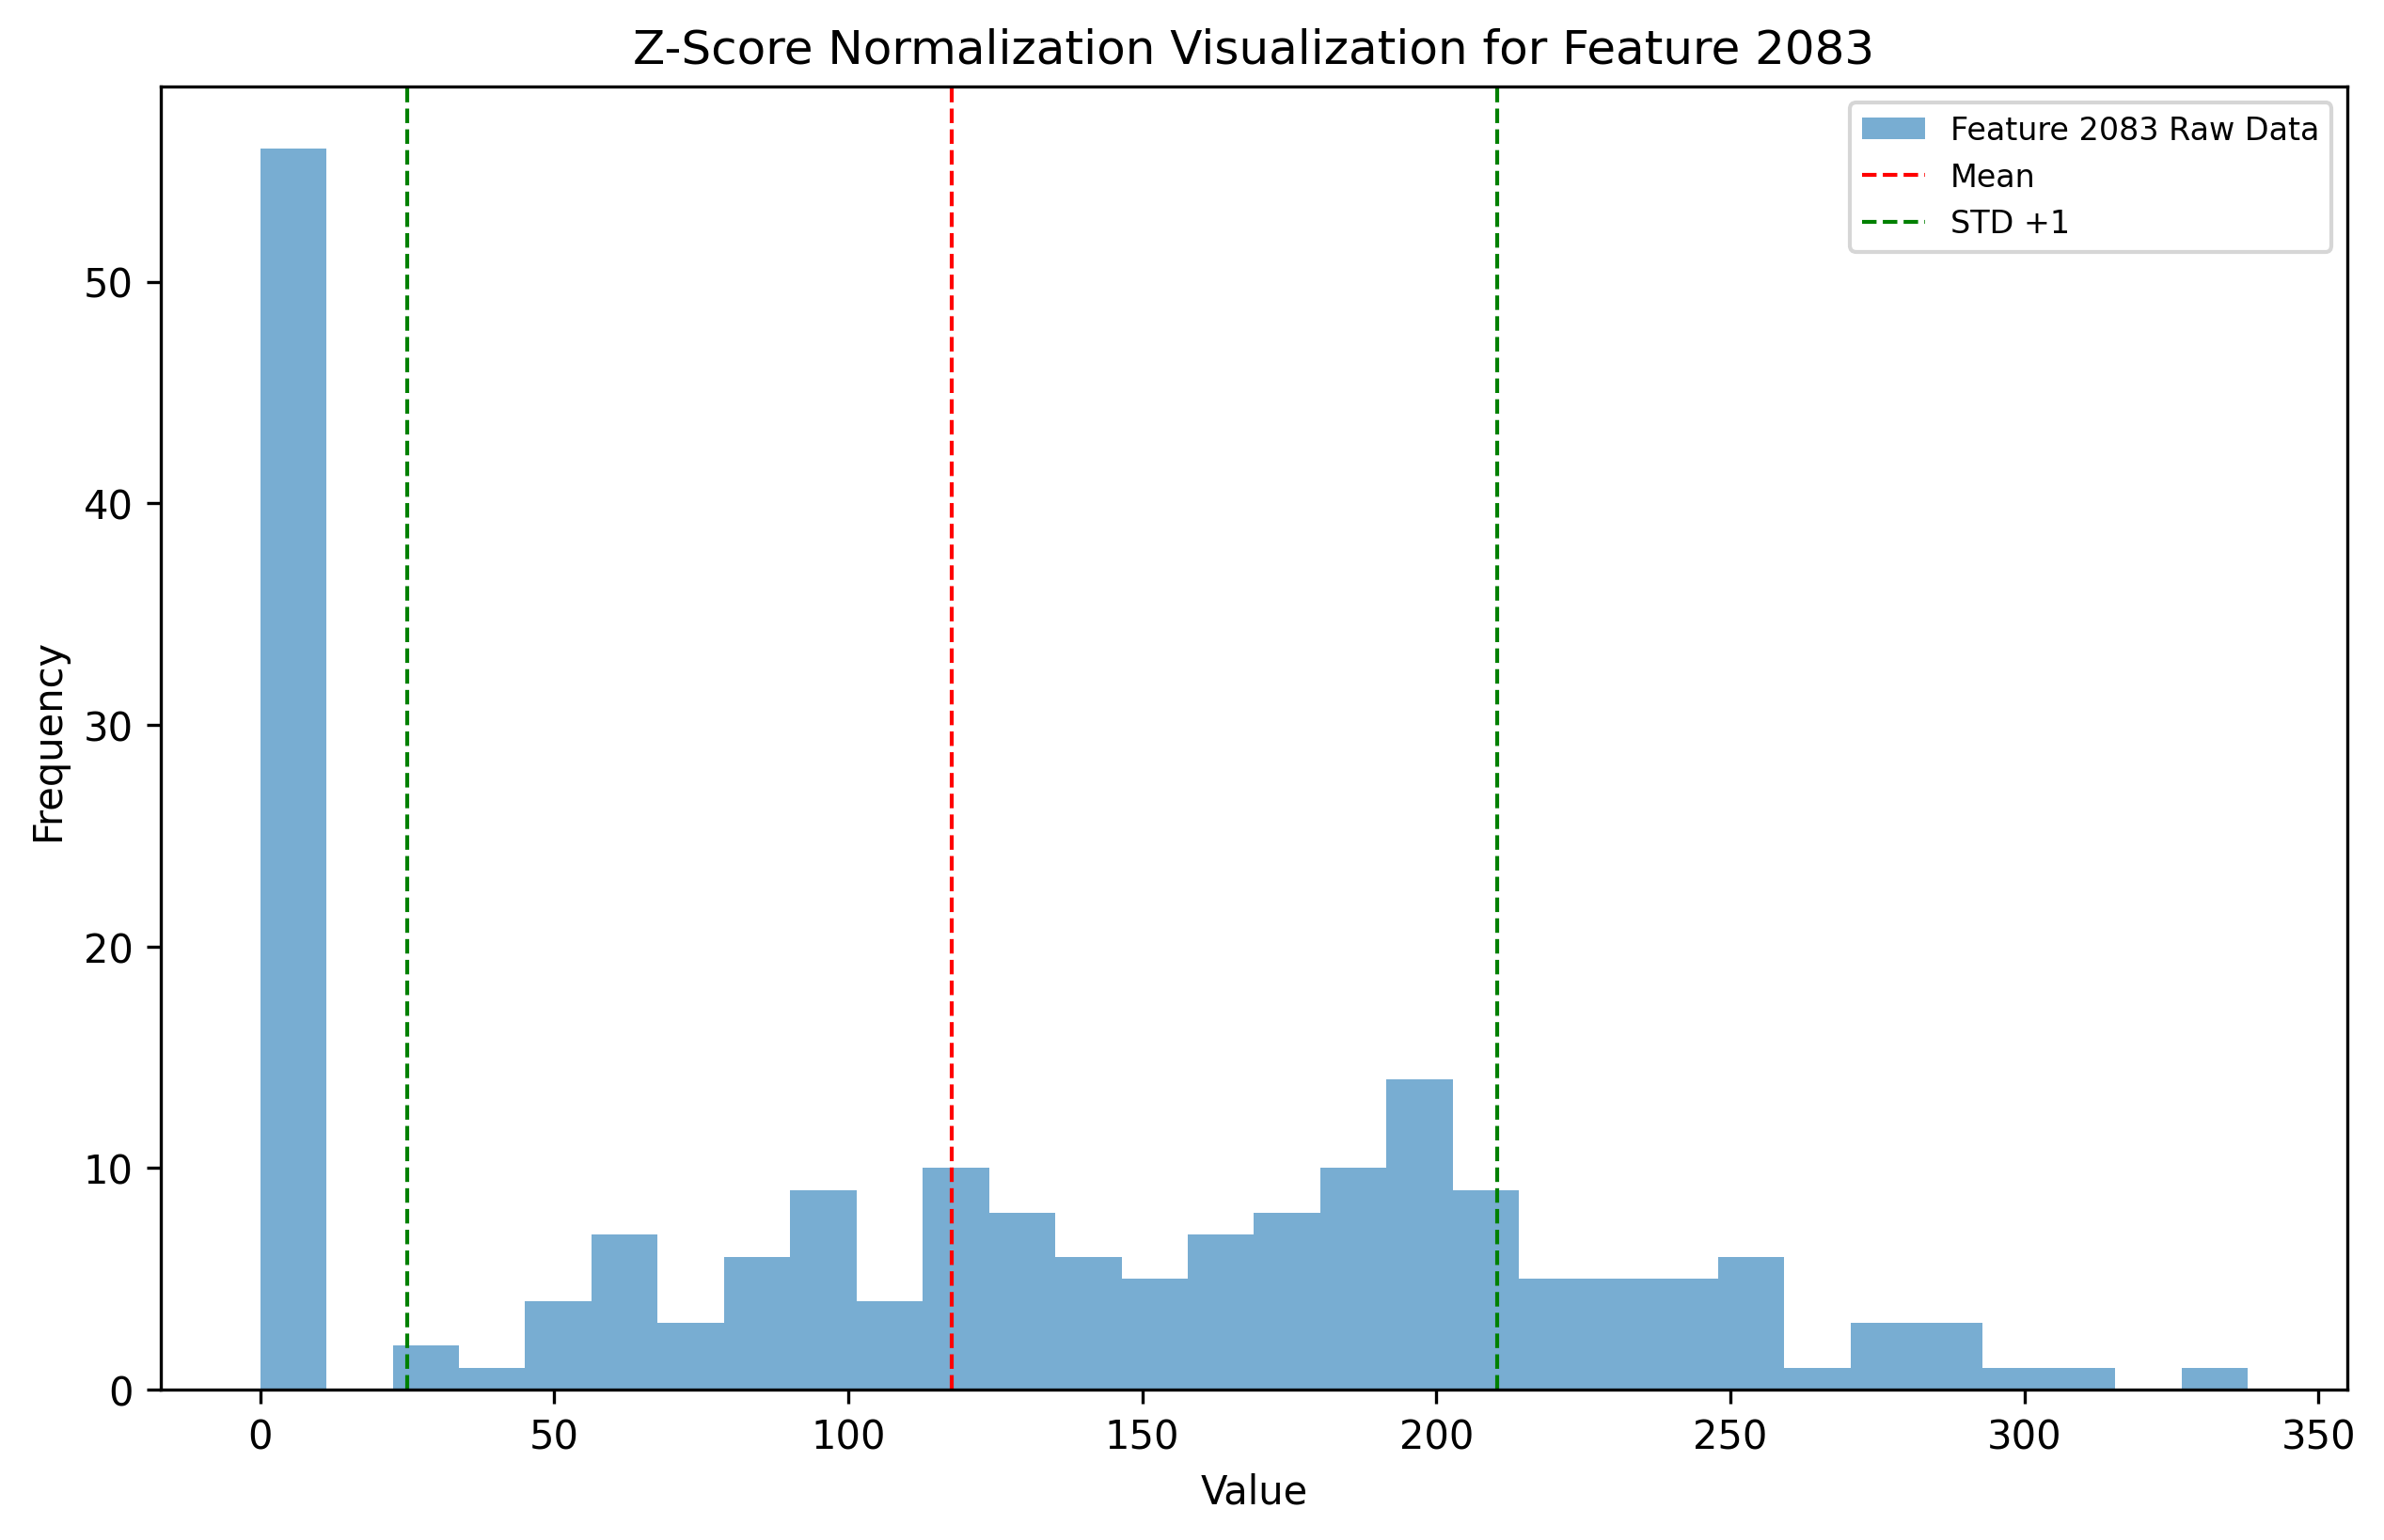 Z-Score Normalization Visualization for Feature 2083
Feature 2083 Raw Data
Mean
STD +1
Frequency
50
40
30
20
10
0
0 50 100 150 200 250 300 350
Value